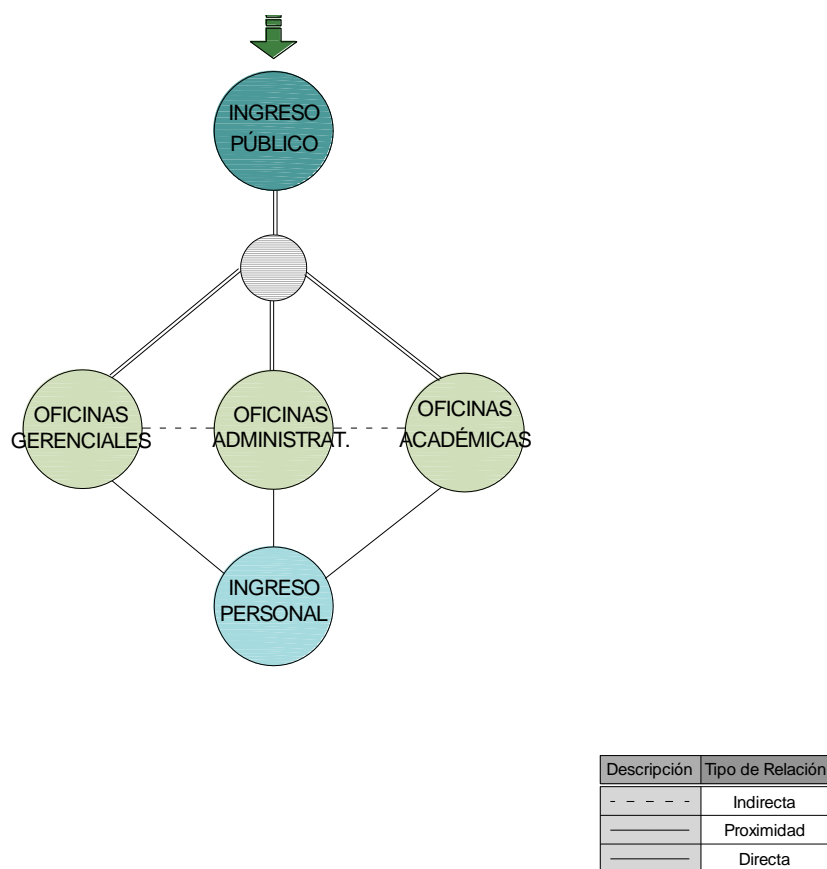 INGRESO
PÚBLICO
OFICINAS
GERENCIALES
OFICINAS
ADMINISTRAT.
OFICINAS
ACADÉMICAS
INGRESO
PERSONAL
Descripción Tipo de Relación
Indirecta
Proximidad
Directa